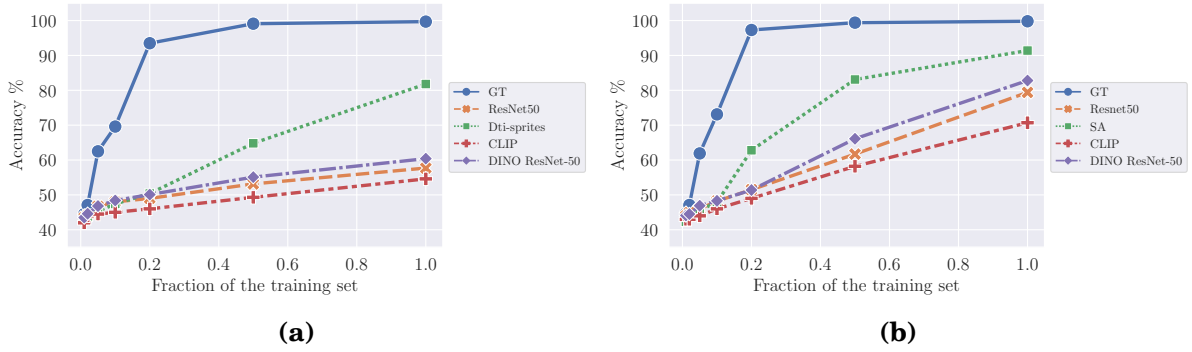 100
90
80
70
60
50
40
Accuracy %
0.0 0.2 0.4 0.6 0.8 1.0
Fraction of the training set
GT
ResNet50
Dti-sprites
CLIP
DINO ResNet-50
(a)
100
90
80
70
60
50
40
Accuracy %
0.0 0.2 0.4 0.6 0.8 1.0
Fraction of the training set
GT
Resnet50
SA
CLIP
DINO ResNet-50
(b)